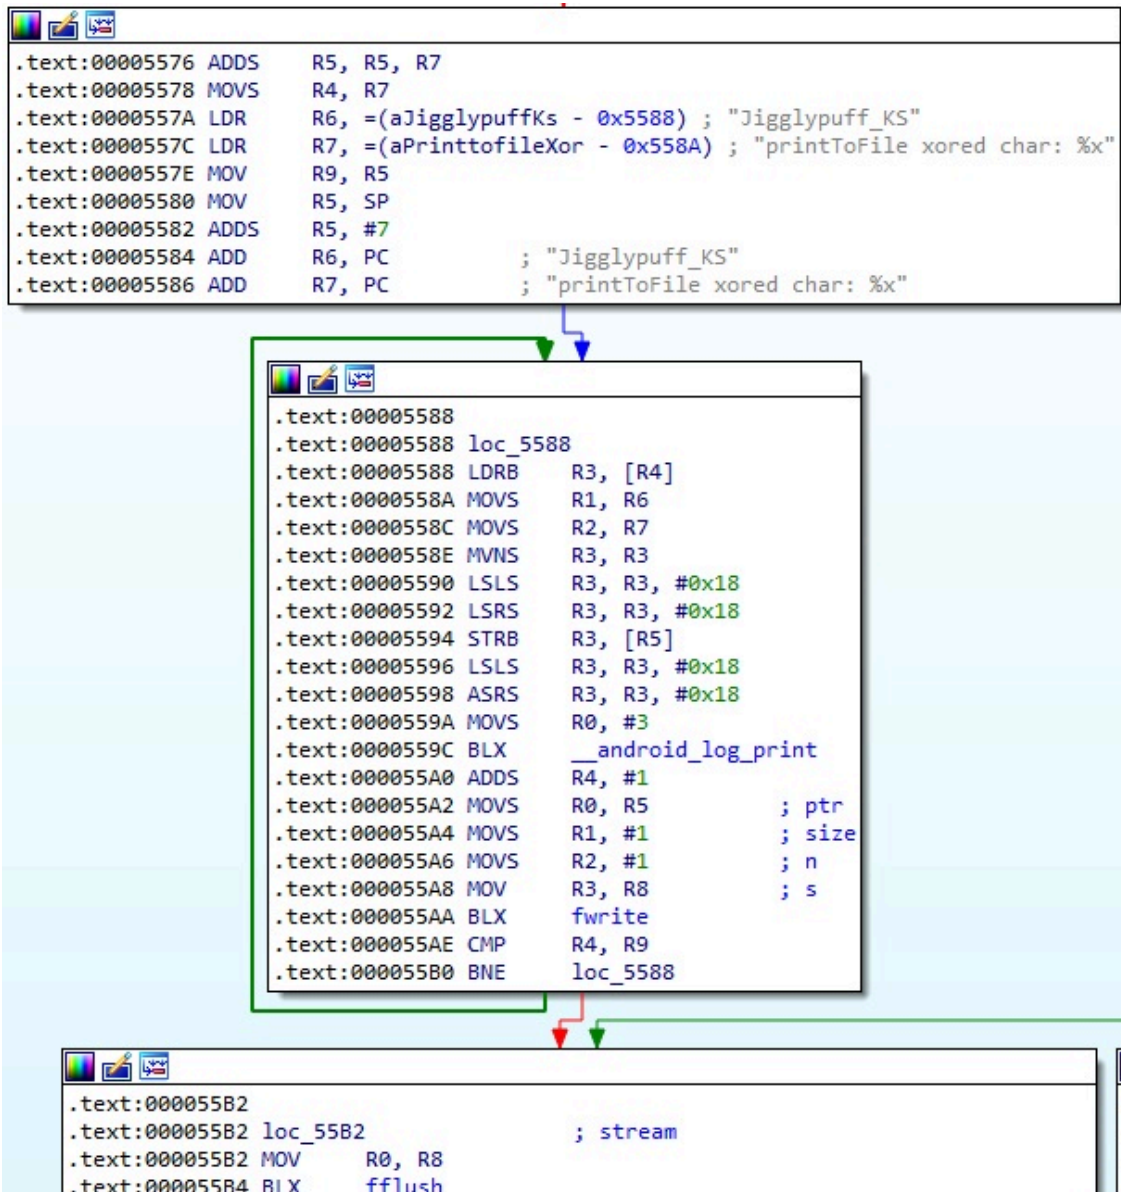 .text:00005576 ADDS R5, R5, R7
.text:00005578 MOVS R4, R7
.text:0000557A LDR R6, =(aJigglypuffKs - 0x5588) ; "Jigglypuff_KS"
.text:0000557C LDR R7, =(aPrinttofileXor - 0x558A) ; "printToFile xored char: %x"
.text:0000557E MOV R9, R5
.text:00005580 MOV R5, SP
.text:00005582 ADDS R5, #7
.text:00005584 ADD R6, PC ; "Jigglypuff_KS"
.text:00005586 ADD R7, PC ; "printToFile xored char: %x"
.text:00005588
.text:00005588 loc_5588
.text:00005588 LDRB R3, [R4]
.text:0000558A MOVS R1, R6
.text:0000558C MOVS R2, R7
.text:0000558E MVNS R3, R3
.text:00005590 LSLS R3, R3, #0x18
.text:00005592 LSRS R3, R3, #0x18
.text:00005594 STRB R3, [R5]
.text:00005596 LSLS R3, R3, #0x18
.text:00005598 ASRS R3, R3, #0x18
.text:0000559A MOVS R0, #3
.text:0000559C BLX __android_log_print
.text:000055A0 ADDS R4, #1
.text:000055A2 MOVS R0, R5 ; ptr
.text:000055A4 MOVS R1, #1 ; size
.text:000055A6 MOVS R2, #1 ; n
.text:000055A8 MOV R3, R8 ; s
.text:000055AA BLX fwrite
.text:000055AE CMP R4, R9
.text:000055B0 BNE loc_5588
.text:000055B2
.text:000055B2 loc_55B2 ; stream
.text:000055B2 MOV R0, R8
.text:000055B4 BLX fflush